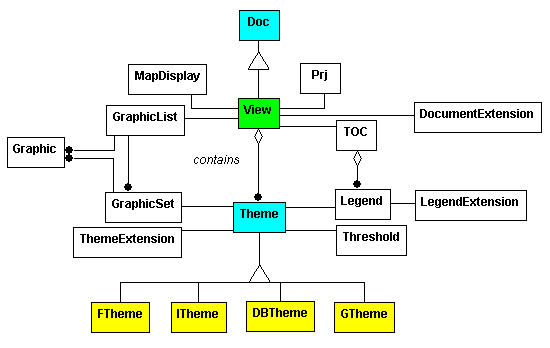 Doc
MapDisplay
Prj
View
GraphicList
DocumentExtension
TOC
Graphic
contains
GraphicSet
Legend
LegendExtension
Theme
ThemeExtension
Threshold
FTheme
ITheme
DBTheme
GTheme